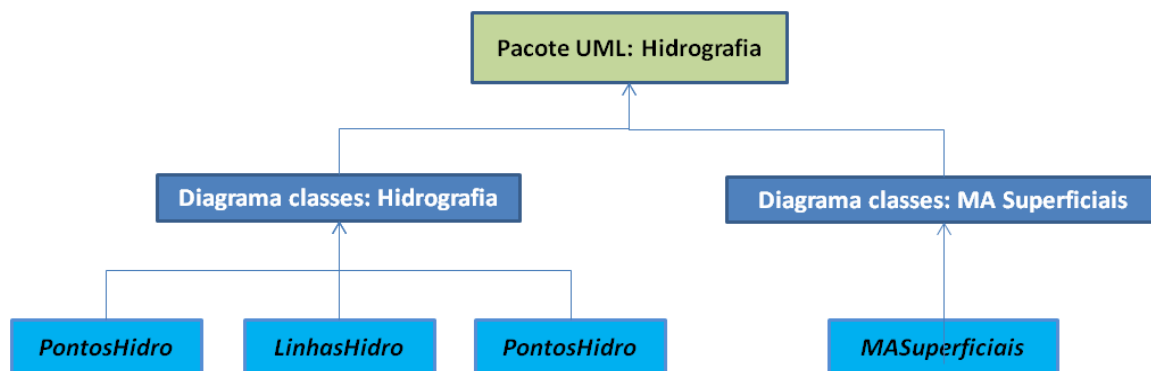 Pacote UML: Hidrografia
Diagrama classes: Hidrografia
Diagrama classes: MA Superficiais
PontosHidro
LinhasHidro
PontosHidro
MASuperficiais